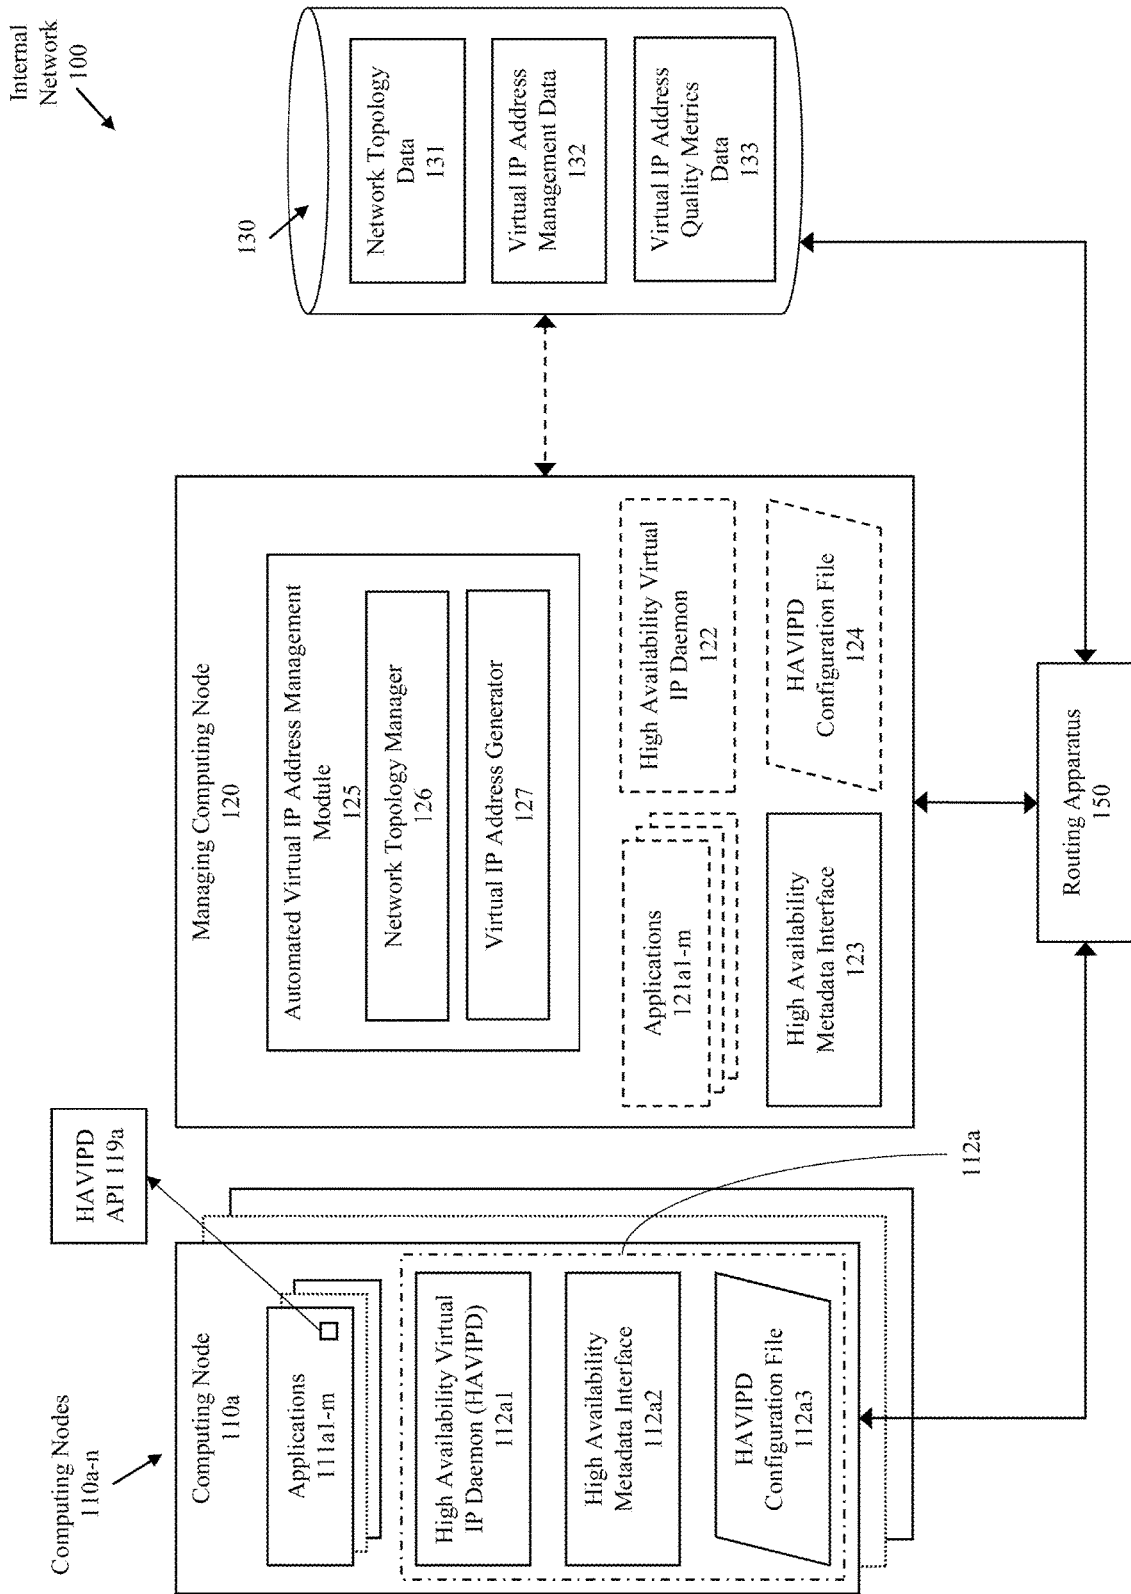 Internal
Network
100
Computing Nodes
110a-n
Computing Node
110a
Applications
111a1-m
High Availability Virtual
IP Daemon (HAVIPD)
112a1
High Availability
Metadata Interface
112a2
HAVIPD
Configuration File
112a3
HAVIPD
API 119a
112a
Managing Computing Node
120
Automated Virtual IP Address Management
Module
125
Network Topology Manager
126
Virtual IP Address Generator
127
Applications
121a1-m
High Availability Virtual
IP Daemon
122
High Availability
Metadata Interface
123
HAVIPD
Configuration File
124
130
Network Topology
Data
131
Virtual IP Address
Management Data
132
Virtual IP Address
Quality Metrics
Data
133
Routing Apparatus
150